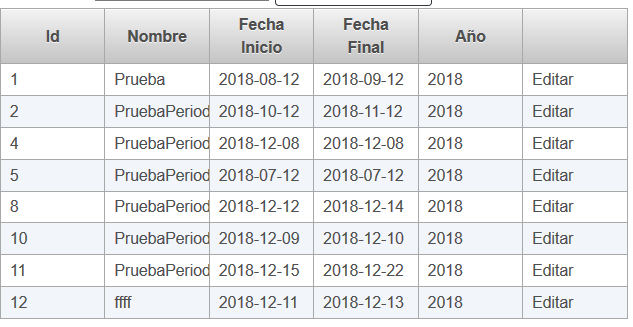 Id Nombre Fecha Inicio Fecha Final Año
1 Prueba 2018-08-12 2018-09-12 2018 Editar
2 PruebaPeriod 2018-10-12 2018-11-12 2018 Editar
4 PruebaPeriod 2018-12-08 2018-12-08 2018 Editar
5 PruebaPeriod 2018-07-12 2018-07-12 2018 Editar
8 PruebaPeriod 2018-12-12 2018-12-14 2018 Editar
10 PruebaPeriod 2018-12-09 2018-12-10 2018 Editar
11 PruebaPeriod 2018-12-15 2018-12-22 2018 Editar
12 ffff 2018-12-11 2018-12-13 2018 Editar